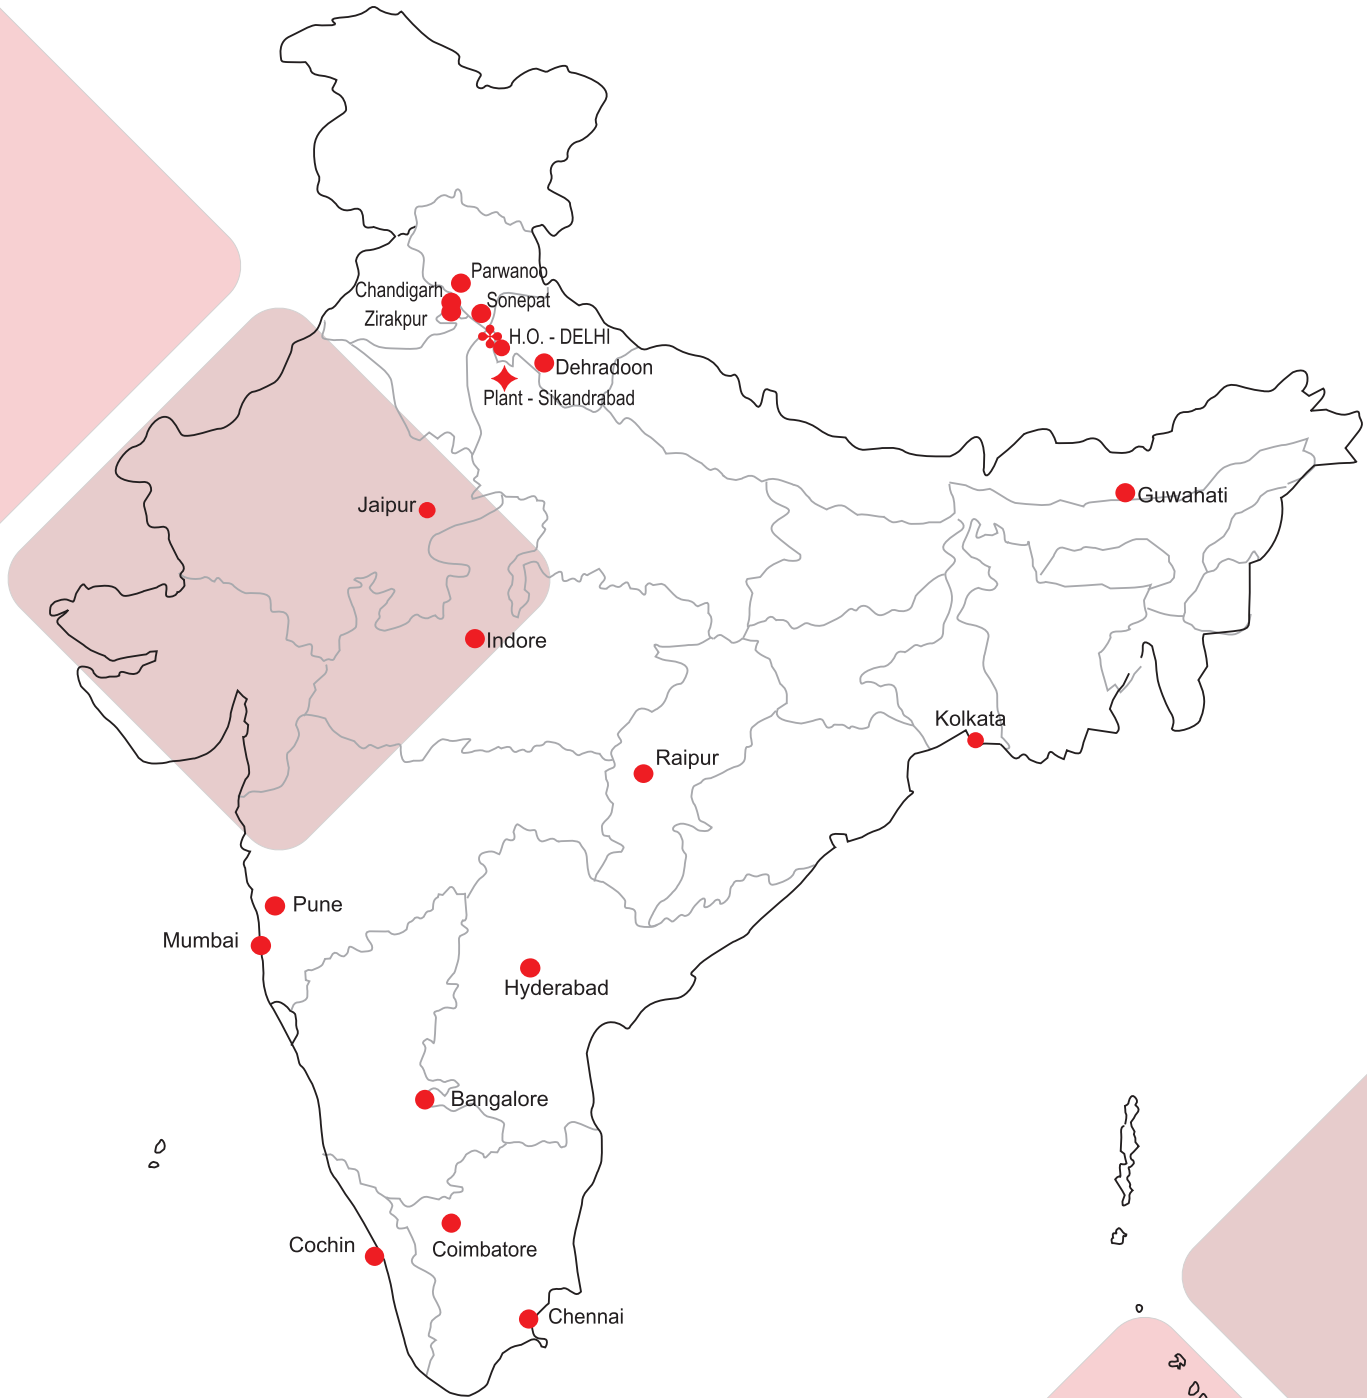 Parwanoo
Chandigarh
Sonepat
Zirakpur
H.O. - DELHI
Dehradoon
Plant - Sikandrabad
Guwahati
Jaipur
Indore
Kolkata
Raipur
Pune
Mumbai
Hyderabad
Bangalore
Cochin
Coimbatore
Chennai